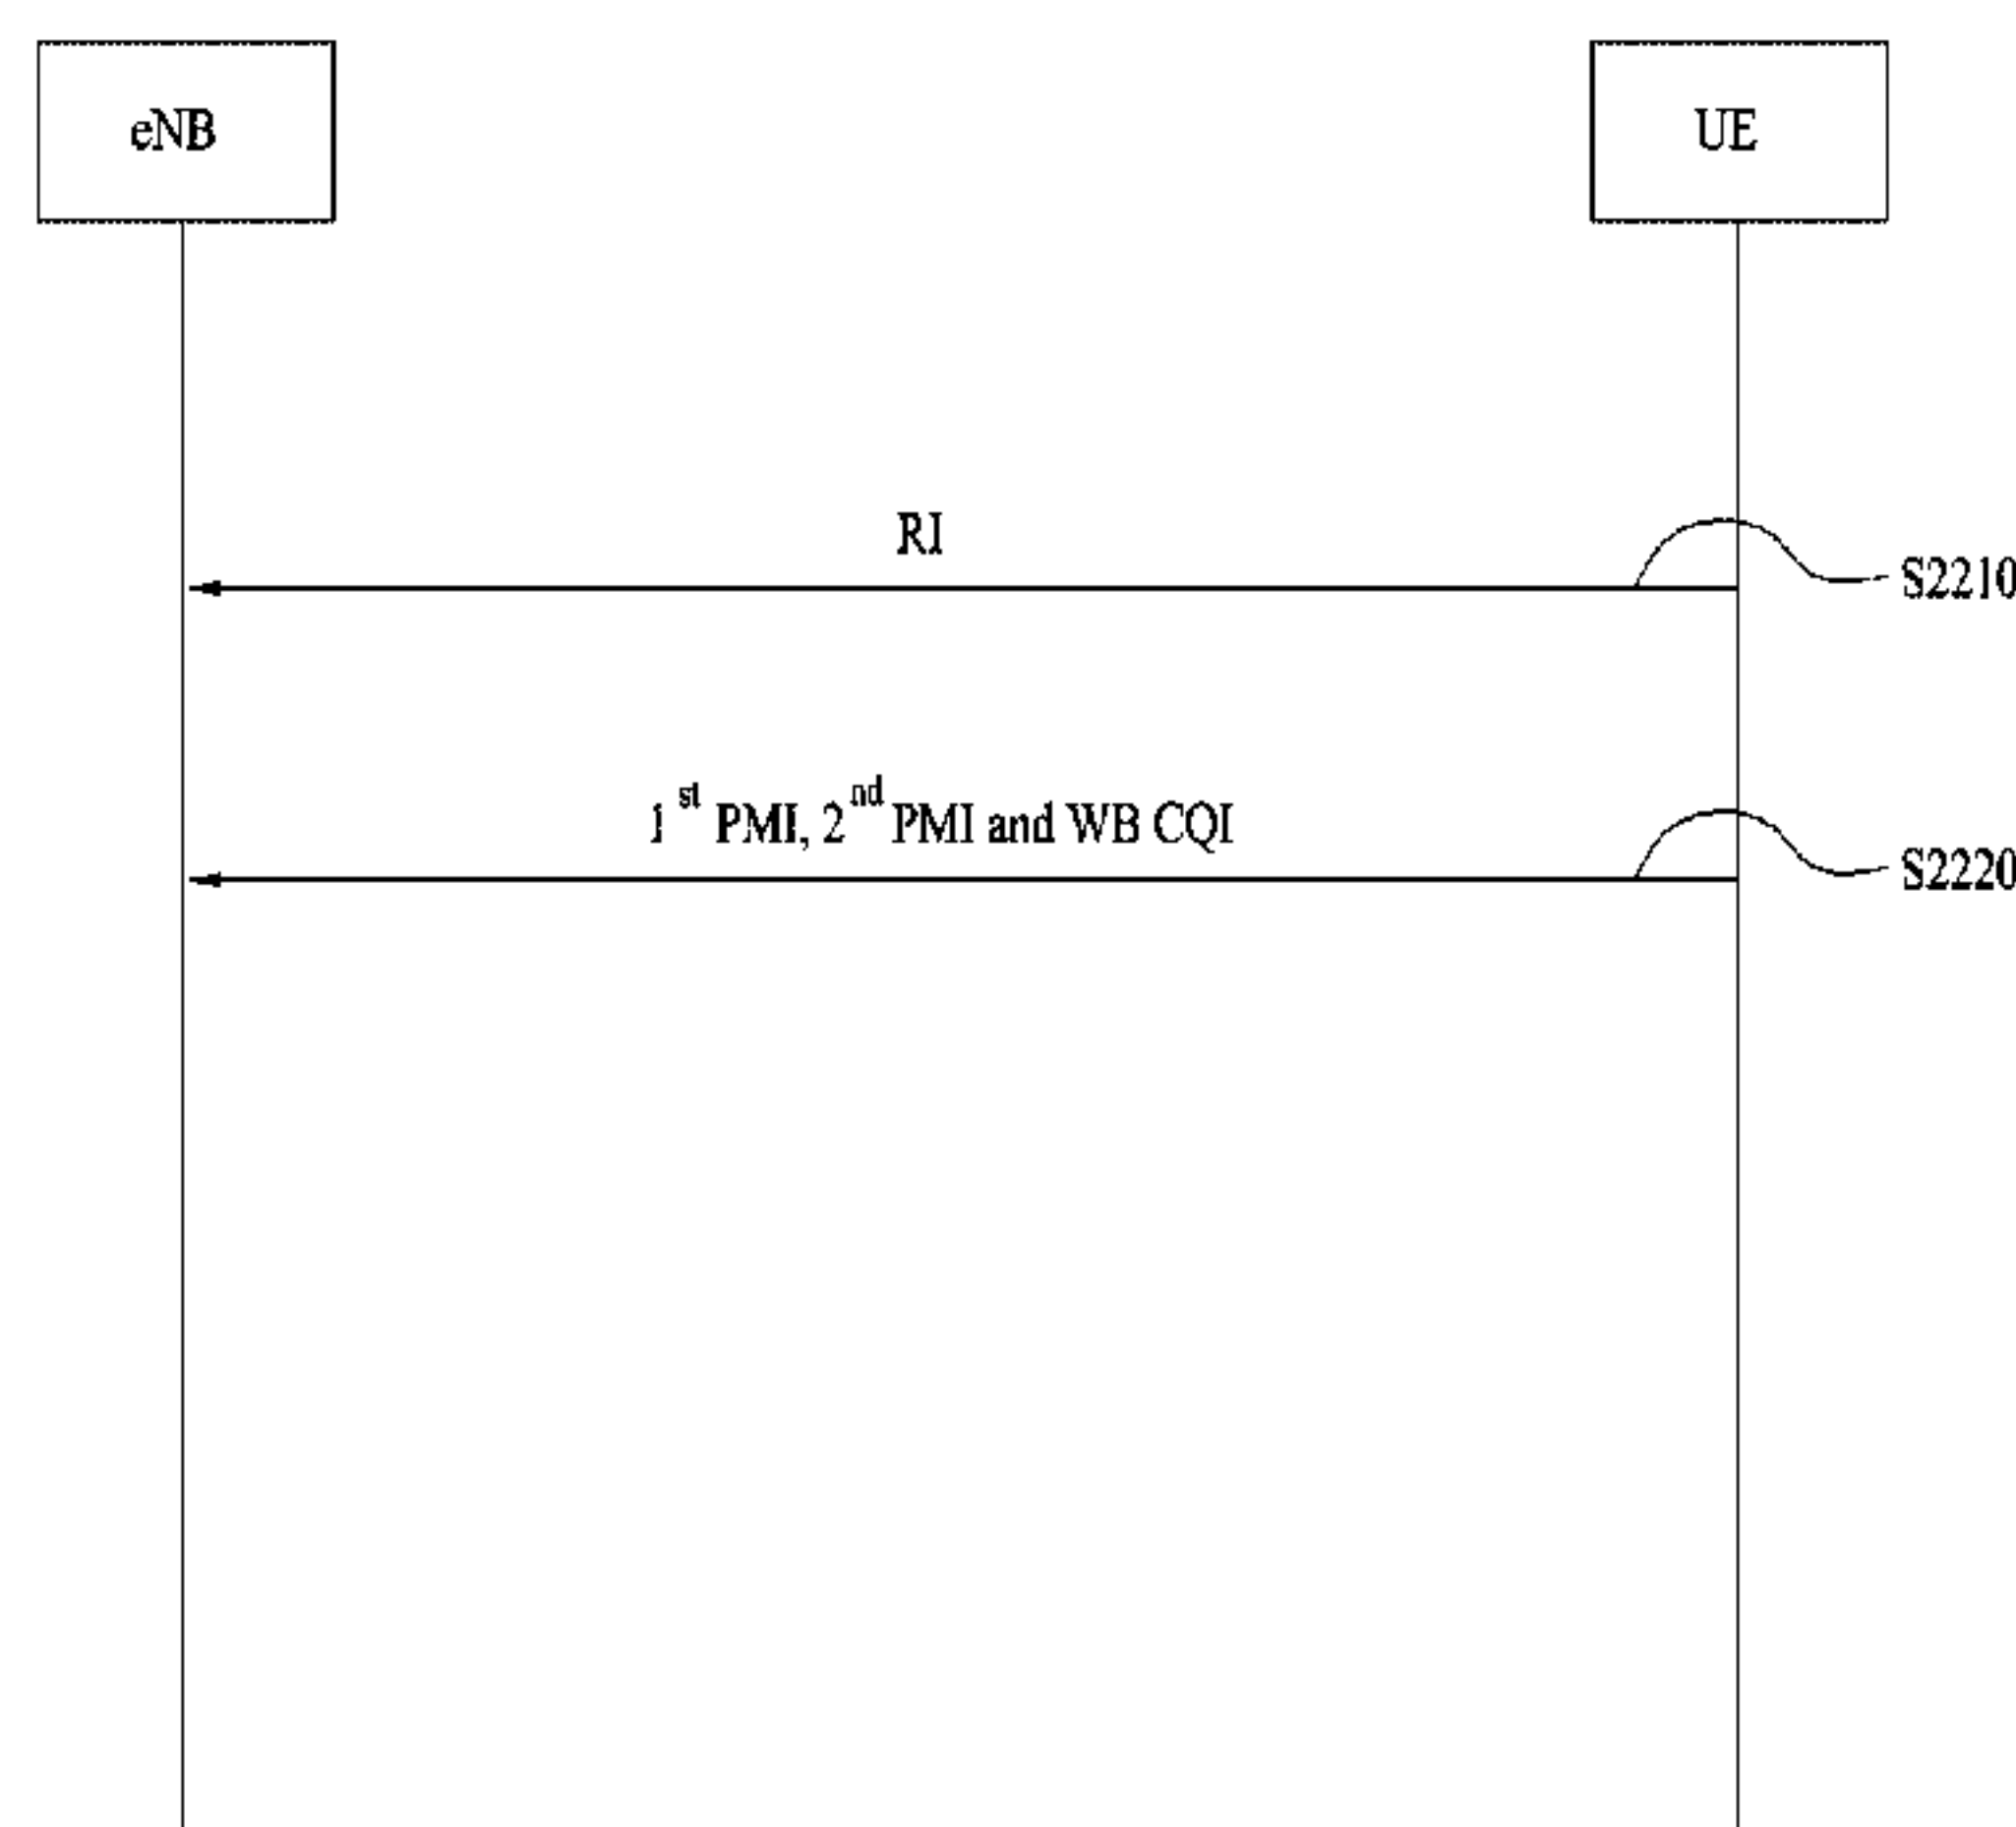 eNB
UE
RI
S2210
1st PMI, 2nd PMI and WB CQI
S2220